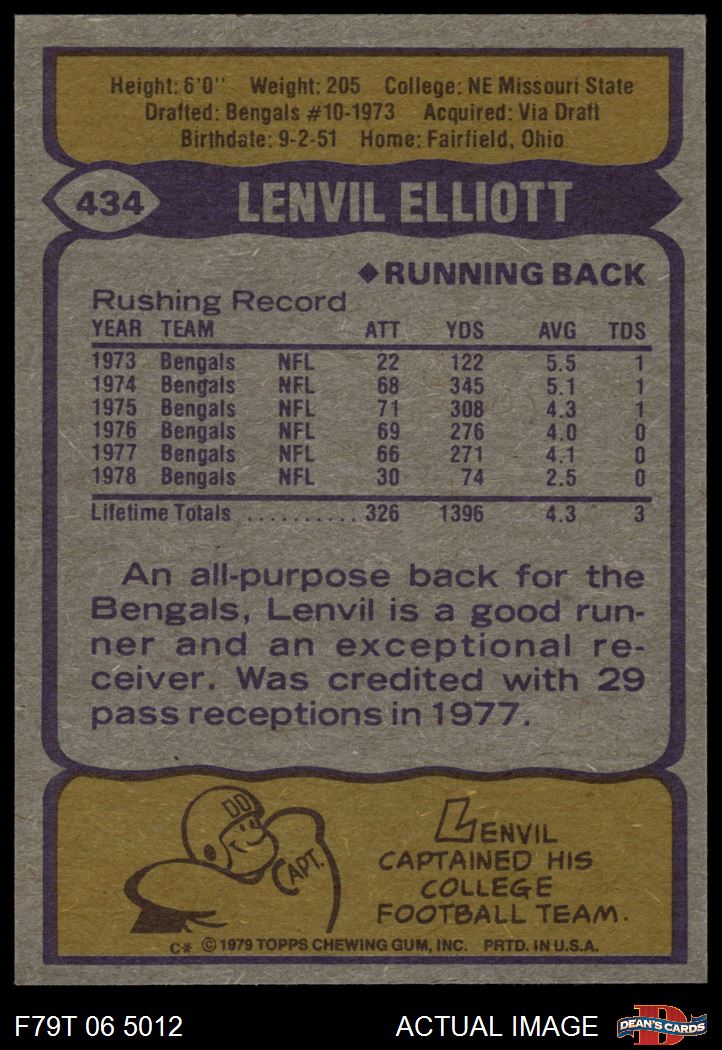 Height: 6'0" Weight: 205 College: NE Missouri State
Drafted: Bengals #10-1973 Acquired: Via Draft
Birthdate: 9-2-51 Home: Fairfield, Ohio
434 LENVIL ELLIOTT
◆RUNNING BACK
Rushing Record
YEAR TEAM ATT YDS AVG TDS
1973 Bengals NFL 22 122 5.5 1
1974 Bengals NFL 68 345 5.1 1
1975 Bengals NFL 71 308 4.3 1
1976 Bengals NFL 69 276 4.0 0
1977 Bengals NFL 66 271 4.1 0
1978 Bengals NFL 30 74 2.5 0
Lifetime Totals .......... 326 1396 4.3 3
An all-purpose back for the
Bengals, Lenvil is a good run-
ner and an exceptional re-
ceiver. Was credited with 29
pass receptions in 1977.
DD
CAPT.
LENVIL
CAPTAINED HIS
COLLEGE
FOOTBALL TEAM.
C* ©1979 TOPPS CHEWING GUM, INC. PRTD. IN U.S.A.
F79T 06 5012 ACTUAL IMAGE D DEAN'S CARDS